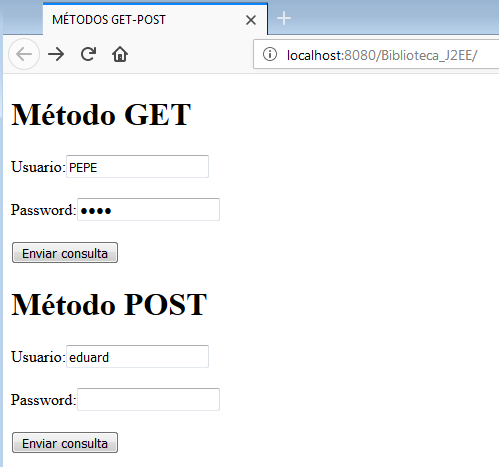 MÉTODOS GET-POST
localhost:8080/Biblioteca_J2EE/
Método GET
Usuario:PEPE
Password:••••
Enviar consulta
Método POST
Usuario:eduard
Password:
Enviar consulta